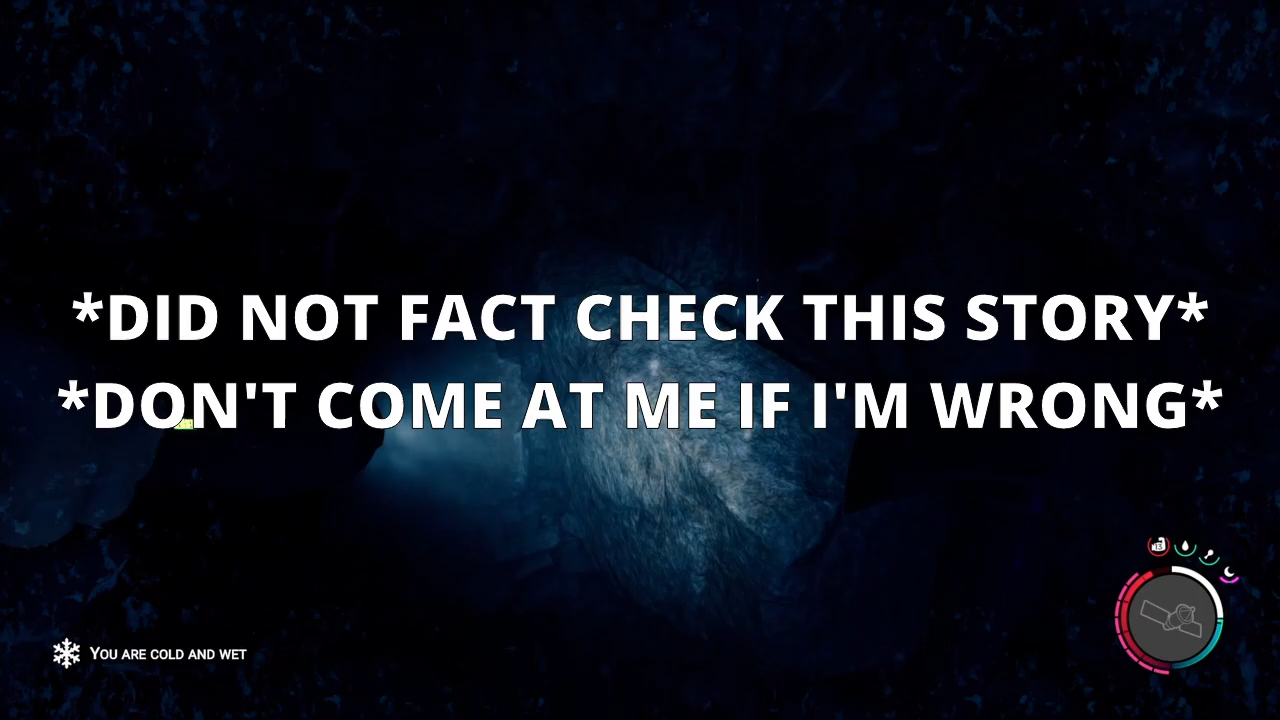 *DID NOT FACT CHECK THIS STORY*
*DON'T COME AT ME IF I'M WRONG*
You are cold and wet